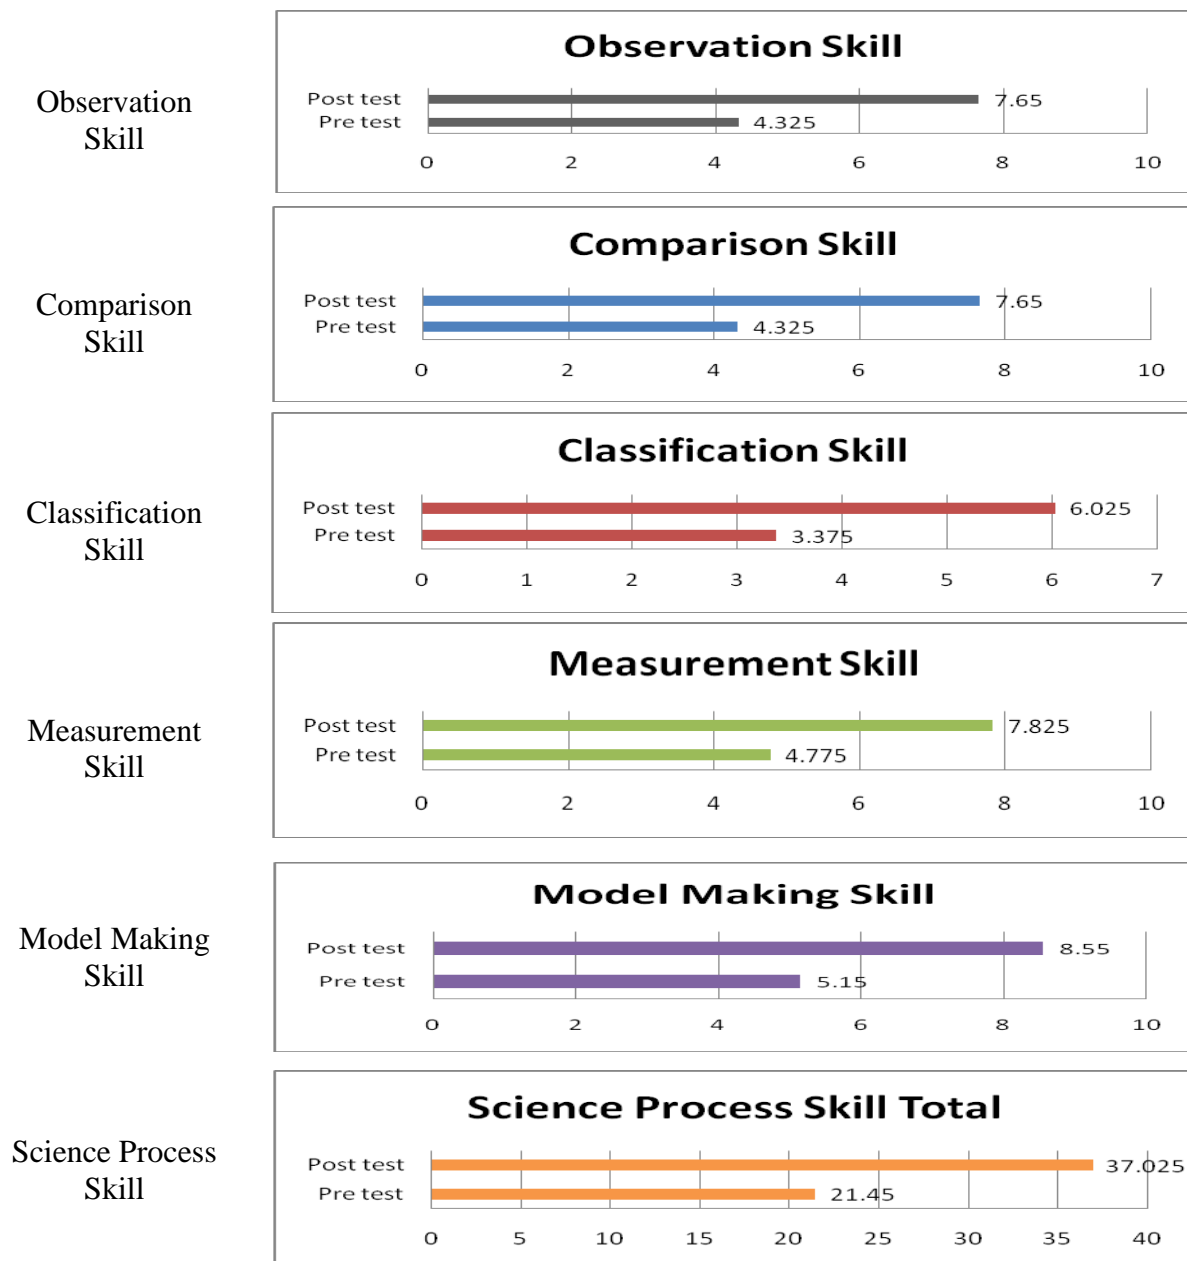 Observation
Skill
Observation Skill
Post test
7.65
Pre test
4.325
0 2 4 6 8 10
Comparison
Skill
Comparison Skill
Post test
7.65
Pre test
4.325
0 2 4 6 8 10
Classification
Skill
Classification Skill
Post test
6.025
Pre test
3.375
0 1 2 3 4 5 6 7
Measurement
Skill
Measurement Skill
Post test
7.825
Pre test
4.775
0 2 4 6 8 10
Model Making
Skill
Model Making Skill
Post test
8.55
Pre test
5.15
0 2 4 6 8 10
Science Process
Skill
Science Process Skill Total
Post test
37.025
Pre test
21.45
0 5 10 15 20 25 30 35 40